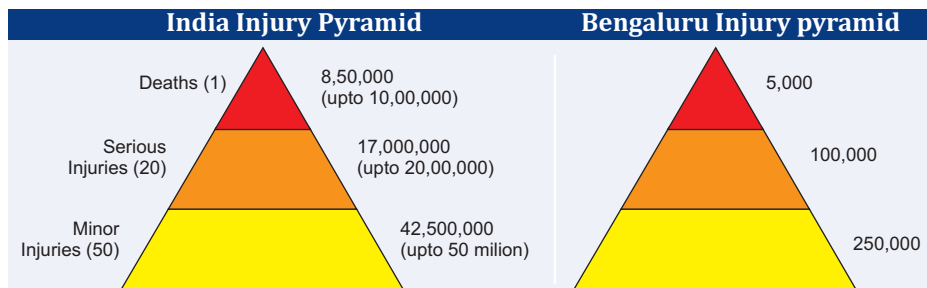 India Injury Pyramid
Deaths (1)
8,50,000
(upto 10,00,000)
Serious
Injuries (20)
17,000,000
(upto 20,00,000)
Minor
Injuries (50)
42,500,000
(upto 50 milion)
Bengaluru Injury pyramid
5,000
100,000
250,000